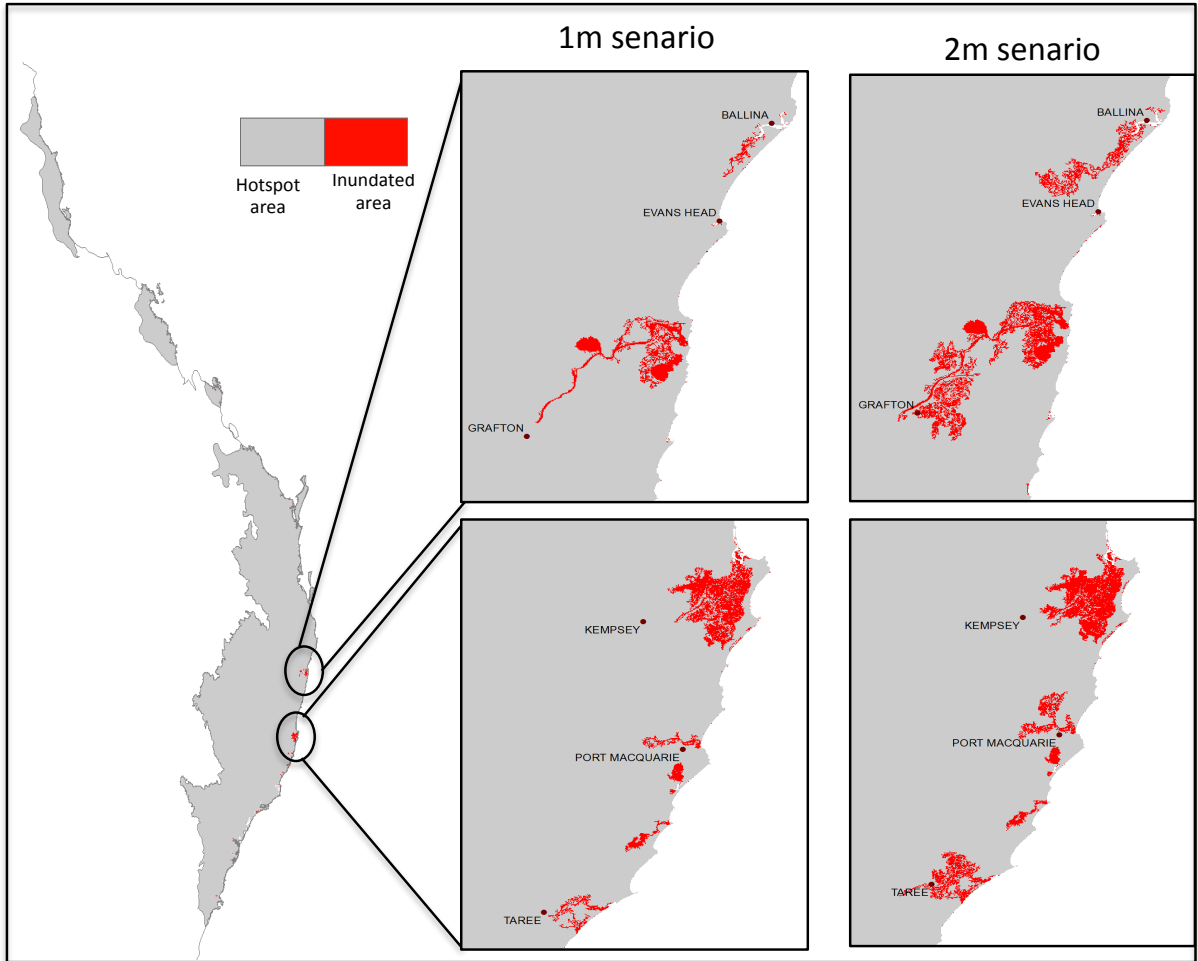 1m senario
2m senario
Hotspot area
Inundated area
BALLINA
EVANS HEAD
GRAFTON
BALLINA
EVANS HEAD
GRAFTON
KEMPSEY
PORT MACQUARIE
TAREE
KEMPSEY
PORT MACQUARIE
TAREE